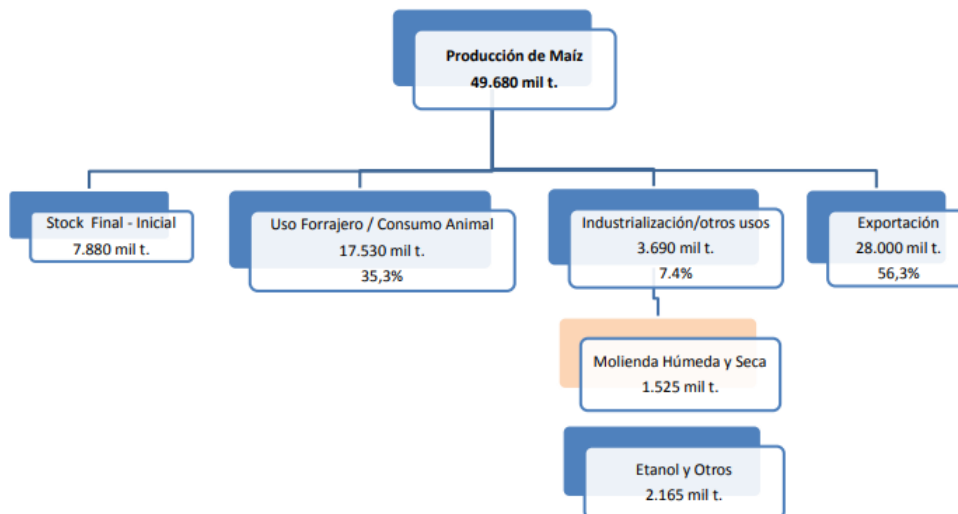 Producción de Maíz
49.680 mil t.
Stock Final - Inicial
7.880 mil t.
Uso Forrajero / Consumo Animal
17.530 mil t.
35,3%
Industrialización/otros usos
3.690 mil t.
7.4%
Exportación
28.000 mil t.
56,3%
Molienda Húmeda y Seca
1.525 mil t.
Etanol y Otros
2.165 mil t.